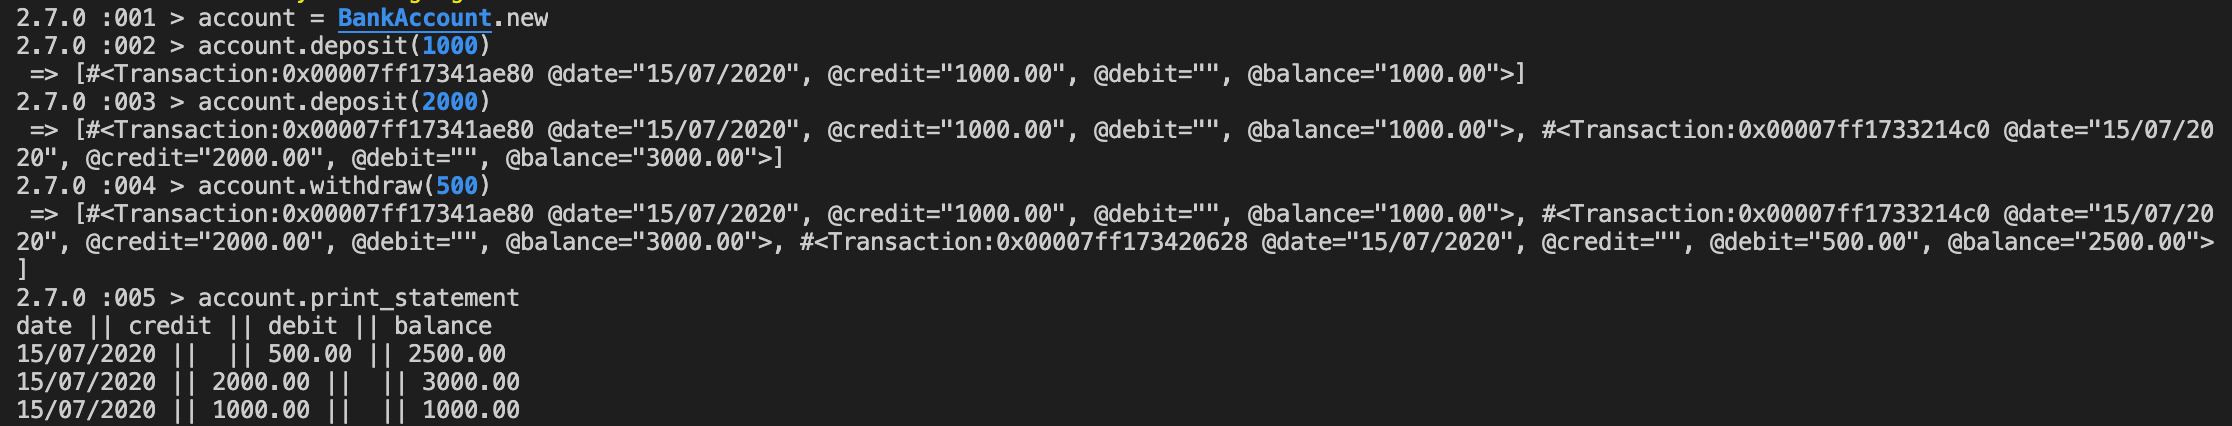 2.7.0 :001 > account = BankAccount.new
2.7.0 :002 > account.deposit(1000)
 => [#<Transaction:0x00007ff17341ae80 @date="15/07/2020", @credit="1000.00", @debit="", @balance="1000.00">]
2.7.0 :003 > account.deposit(2000)
 => [#<Transaction:0x00007ff17341ae80 @date="15/07/2020", @credit="1000.00", @debit="", @balance="1000.00">, #<Transaction:0x00007ff1733214c0 @date="15/07/20
20", @credit="2000.00", @debit="", @balance="3000.00">]
2.7.0 :004 > account.withdraw(500)
 => [#<Transaction:0x00007ff17341ae80 @date="15/07/2020", @credit="1000.00", @debit="", @balance="1000.00">, #<Transaction:0x00007ff1733214c0 @date="15/07/20
20", @credit="2000.00", @debit="", @balance="3000.00">, #<Transaction:0x00007ff173420628 @date="15/07/2020", @credit="", @debit="500.00", @balance="2500.00">
]
2.7.0 :005 > account.print_statement
date || credit || debit || balance
15/07/2020 ||  || 500.00 || 2500.00
15/07/2020 || 2000.00 ||  || 3000.00
15/07/2020 || 1000.00 ||  || 1000.00